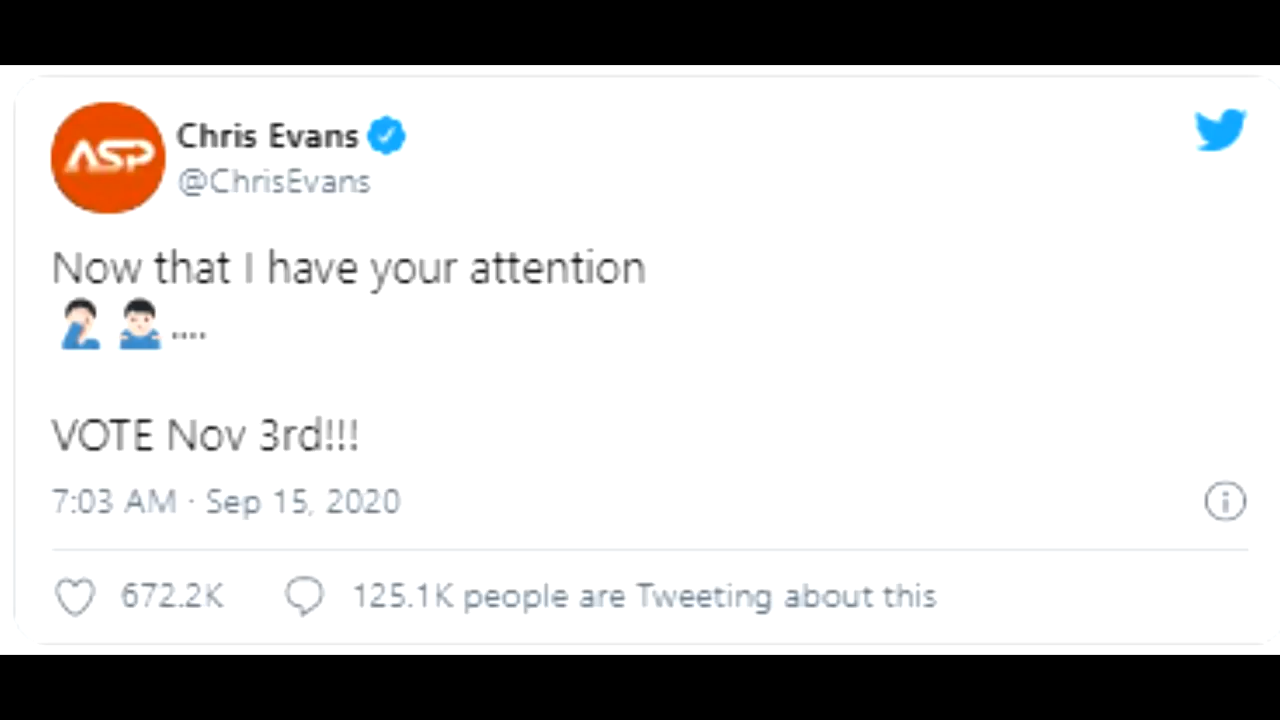 ASP
Chris Evans
@ChrisEvans
Now that I have your attention
🤦🏻‍♂️ 🤷🏻‍♂️....
VOTE Nov 3rd!!!
7:03 AM · Sep 15, 2020
672.2K 125.1K people are Tweeting about this